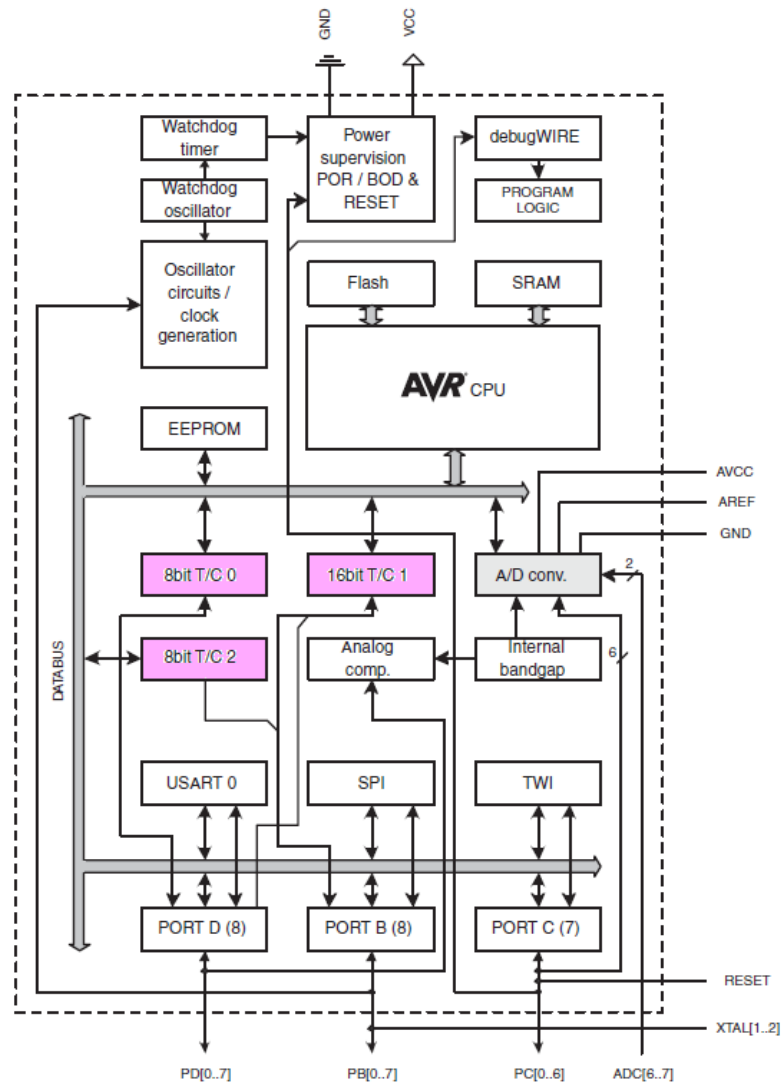 GND
VCC
Watchdog
timer
Power
supervision
POR / BOD &
RESET
debugWIRE
Watchdog
oscillator
PROGRAM
LOGIC
Oscillator
circuits /
clock
generation
Flash
SRAM
AVR® CPU
EEPROM
AVCC
AREF
GND
8bit T/C 0
16bit T/C 1
A/D conv.
2
8bit T/C 2
Analog
comp.
Internal
bandgap
6
DATABUS
USART 0
SPI
TWI
PORT D (8)
PORT B (8)
PORT C (7)
RESET
XTAL[1..2]
PD[0..7]
PB[0..7]
PC[0..6]
ADC[6..7]